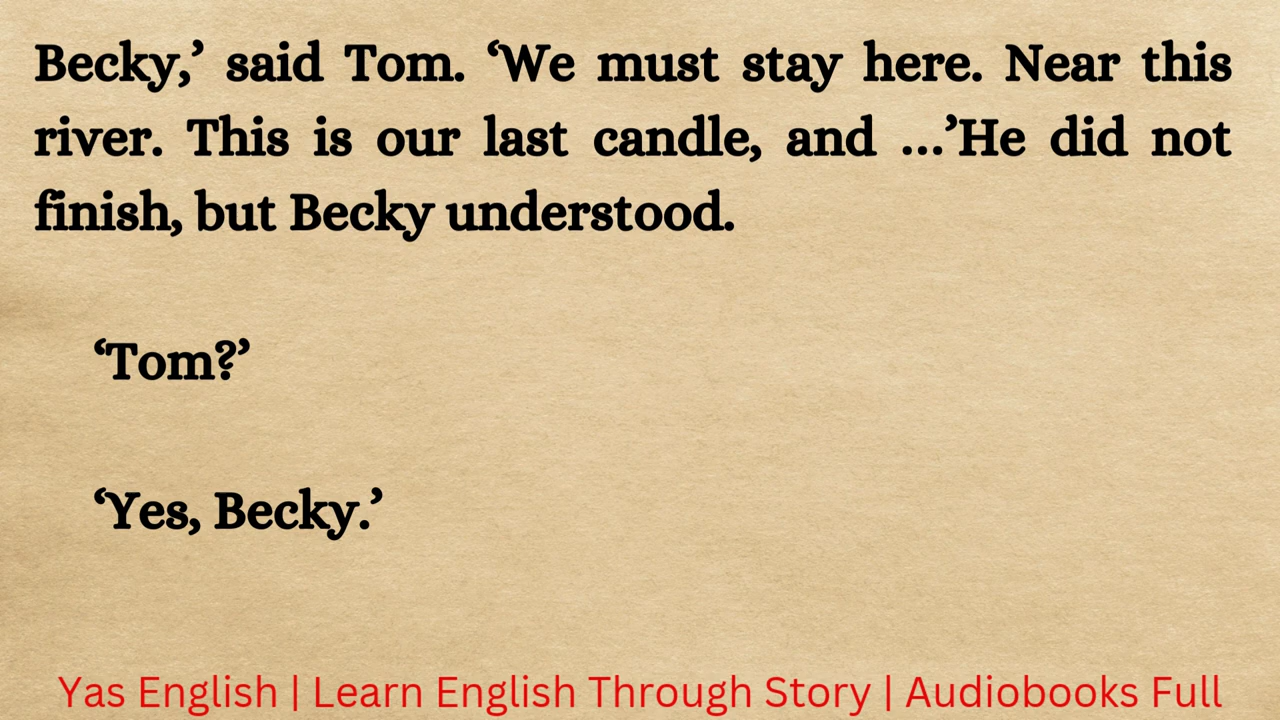 Becky,’ said Tom. ‘We must stay here. Near this
river. This is our last candle, and ...’He did not
finish, but Becky understood.
‘Tom?’
‘Yes, Becky.’
Yas English | Learn English Through Story | Audiobooks Full